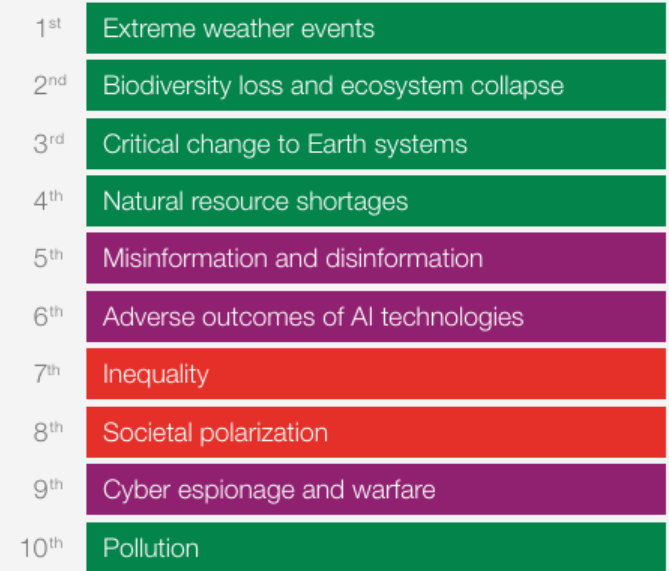 1st Extreme weather events
2nd Biodiversity loss and ecosystem collapse
3rd Critical change to Earth systems
4th Natural resource shortages
5th Misinformation and disinformation
6th Adverse outcomes of AI technologies
7th Inequality
8th Societal polarization
9th Cyber espionage and warfare
10th Pollution